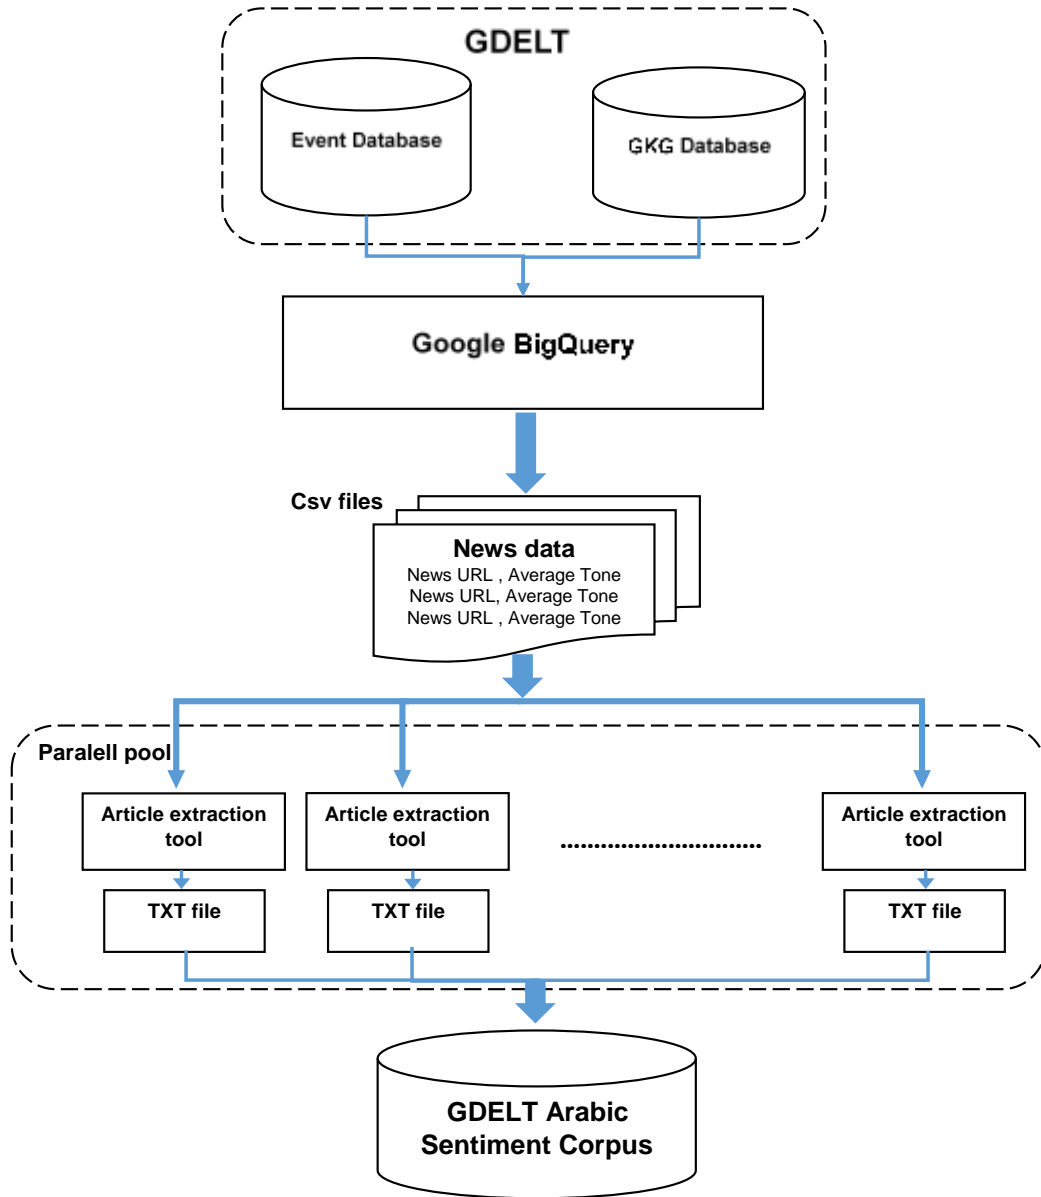 GDELT
Event Database
GKG Database
Google BigQuery
Csv files
News data
News URL , Average Tone
News URL, Average Tone
News URL , Average Tone
Paralell pool
Article extraction
tool
Article extraction
tool
..............................
Article extraction
tool
TXT file
TXT file
TXT file
GDELT Arabic
Sentiment Corpus